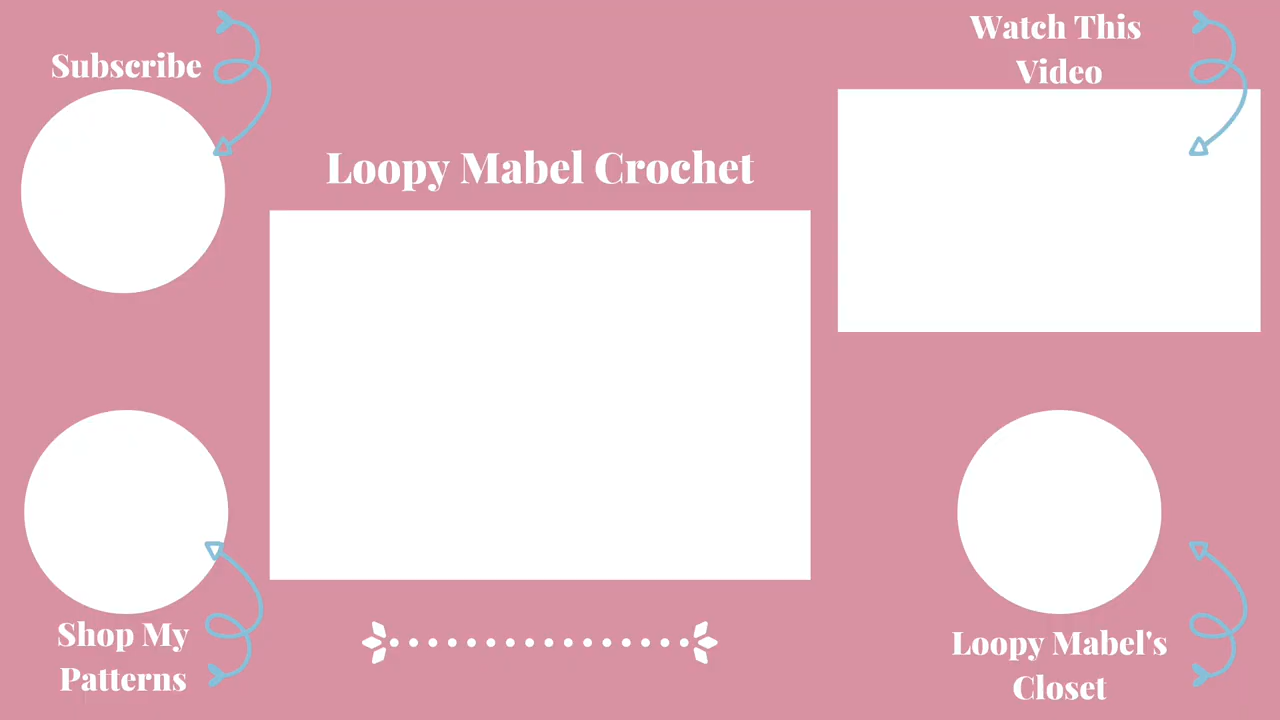 Subscribe
Watch This
Video
Loopy Mabel Crochet
Shop My
Patterns
Loopy Mabel's
Closet